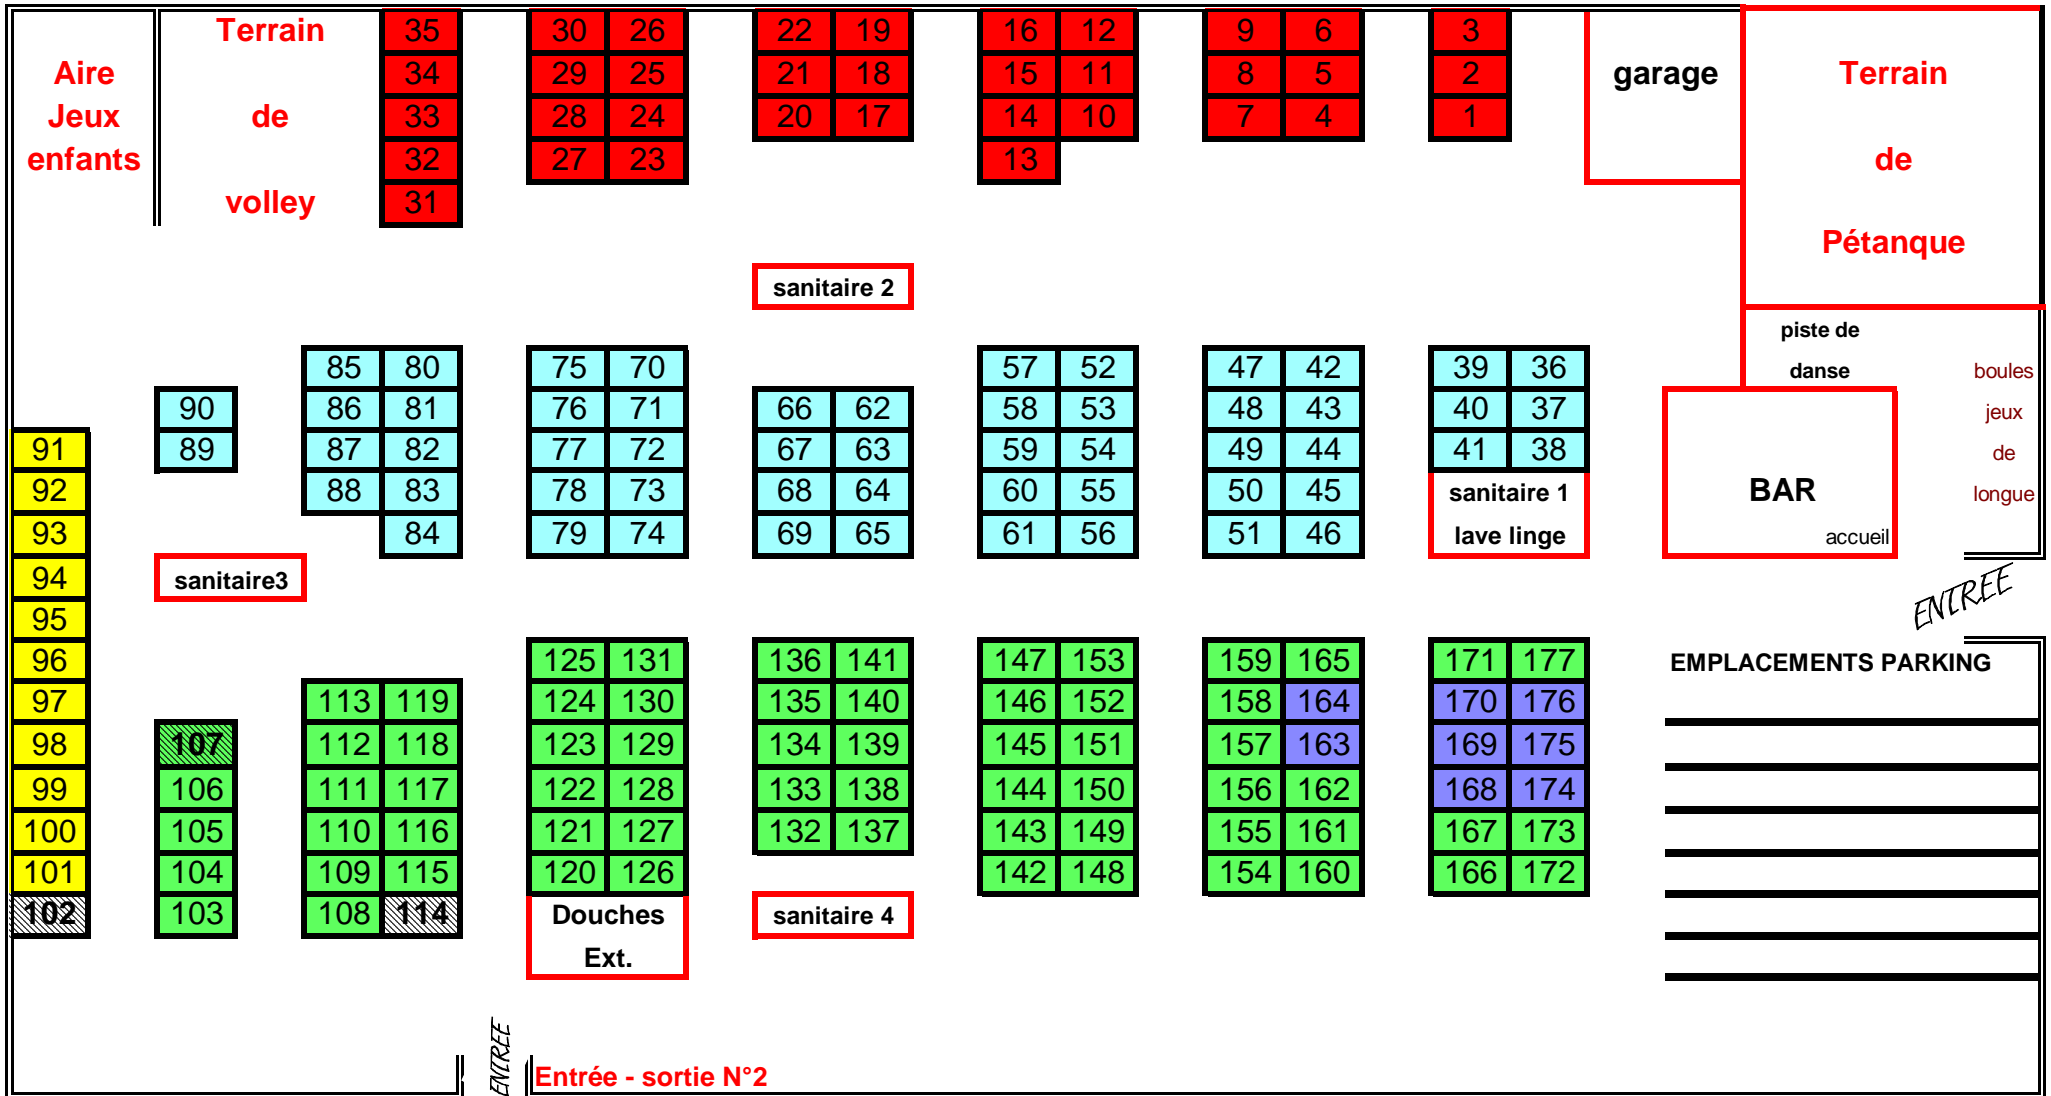 Terrain 35 30 26 22 19 16 12 9 6 3
Aire 34 29 25 21 18 15 11 8 5 2 garage Terrain
Jeux de 33 28 24 20 17 14 10 7 4 1
enfants 32 27 23 13 de
volley 31
Pétanque
sanitaire 2
piste de
85 80 75 70 57 52 47 42 39 36 danse boules
90 86 81 76 71 66 62 58 53 48 43 40 37 jeux
91 89 87 82 77 72 67 63 59 54 49 44 41 38 de
92 88 83 78 73 68 64 60 55 50 45 sanitaire 1 BAR longue
93 84 79 74 69 65 61 56 51 46 lave linge accueil
94 sanitaire3
95 ENTREE
96 125 131 136 141 147 153 159 165 171 177 EMPLACEMENTS PARKING
97 113 119 124 130 135 140 146 152 158 164 170 176
98 107 112 118 123 129 134 139 145 151 157 163 169 175
99 106 111 117 122 128 133 138 144 150 156 162 168 174
100 105 110 116 121 127 132 137 143 149 155 161 167 173
101 104 109 115 120 126 142 148 154 160 166 172
102 103 108 114 Douches sanitaire 4
Ext.
ENTREE
Entrée - sortie N°2